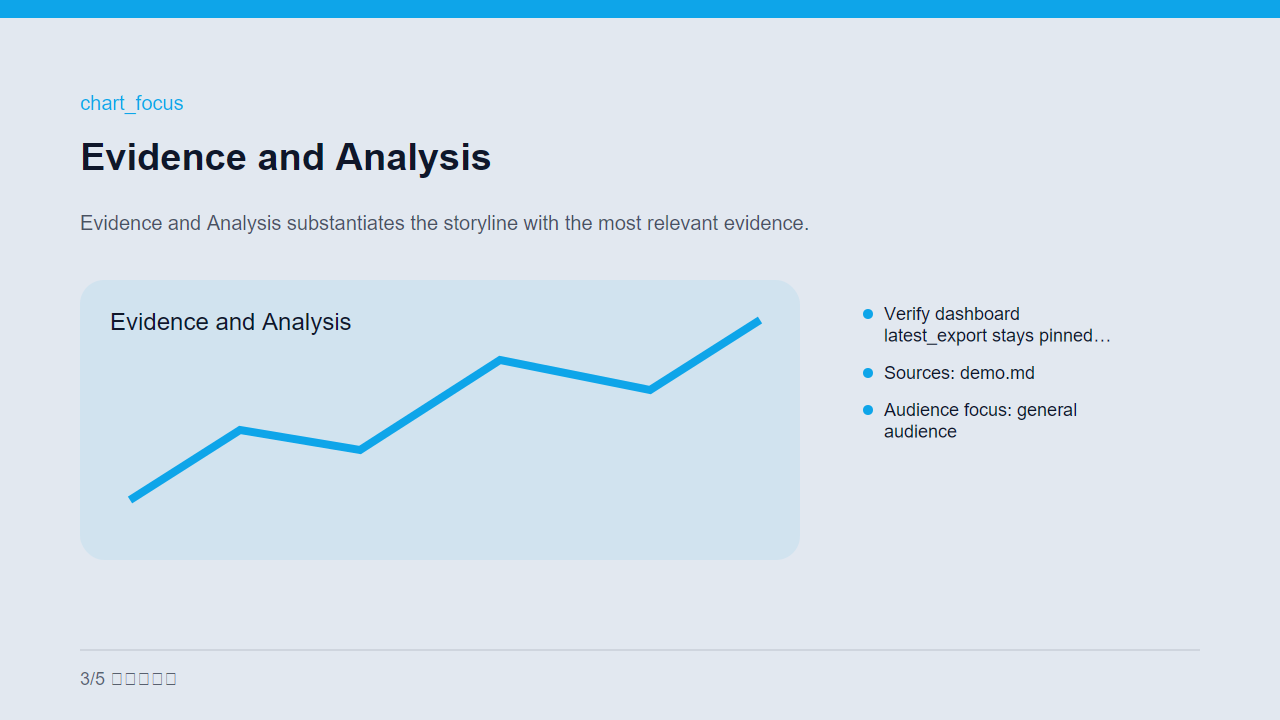 chart_focus
Evidence and Analysis
Evidence and Analysis substantiates the storyline with the most relevant evidence.
Evidence and Analysis
Verify dashboard
latest_export stays pinned…
Sources: demo.md
Audience focus: general
audience
3/5